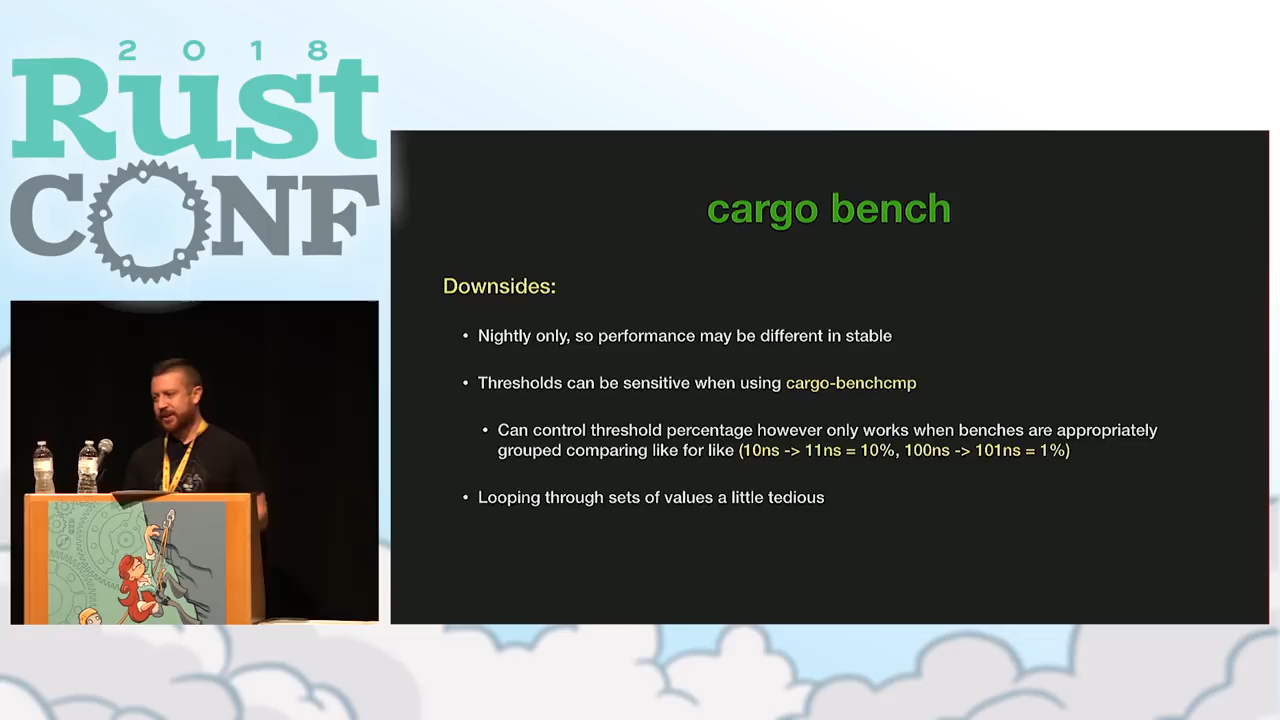 2018
Rust
CONF
cargo bench
Downsides:
• Nightly only, so performance may be different in stable
• Thresholds can be sensitive when using cargo-benchcmp
• Can control threshold percentage however only works when benches are appropriately
grouped comparing like for like (10ns -> 11ns = 10%, 100ns -> 101ns = 1%)
• Looping through sets of values a little tedious